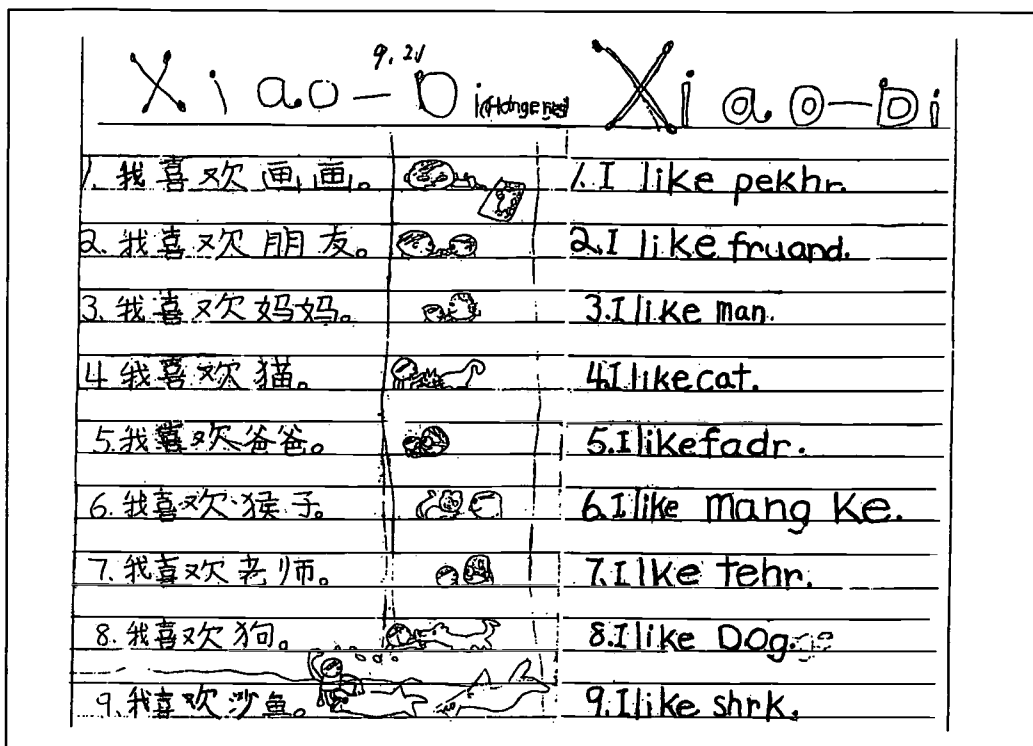 9.21
Xiao-Di Xiao-Di
1. 我喜欢画画。 1. I like pekhr.
2. 我喜欢朋友。 2. I like fruand.
3. 我喜欢妈妈。 3. I like man.
4 我喜欢猫。 4 I like cat.
5. 我喜欢爸爸。 5. I like fadr.
6. 我喜欢猴子。 6. I like mang ke.
7. 我喜欢老师。 7. I lke tehr.
8. 我喜欢狗。 8. I like Dog.
9. 我喜欢沙鱼。 9. I like shrk.